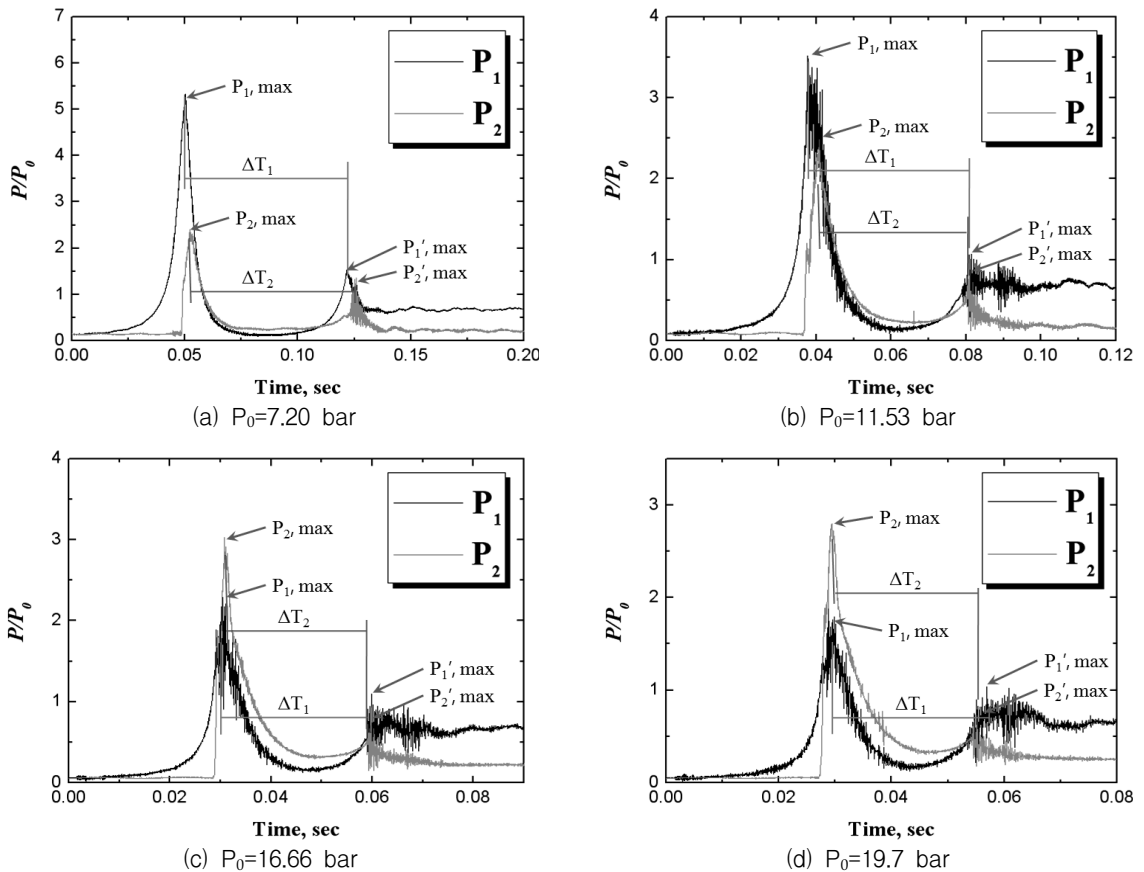 7
6
5
4
3
2
1
0
P/P₀
P₁, max
P₂, max
ΔT₁
ΔT₂
P₁′, max
P₂′, max
P₁
P₂
0.00 0.05 0.10 0.15 0.20
Time, sec
(a) P₀=7.20 bar
4
3
2
1
0
P/P₀
P₁, max
P₂, max
ΔT₁
ΔT₂
P₁′, max
P₂′, max
P₁
P₂
0.00 0.02 0.04 0.06 0.08 0.10 0.12
Time, sec
(b) P₀=11.53 bar
4
3
2
1
0
P/P₀
P₂, max
P₁, max
ΔT₂
ΔT₁
P₁′, max
P₂′, max
P₁
P₂
0.00 0.02 0.04 0.06 0.08
Time, sec
(c) P₀=16.66 bar
3
2
1
0
P/P₀
P₂, max
ΔT₂
P₁, max
ΔT₁
P₁′, max
P₂′, max
P₁
P₂
0.00 0.02 0.04 0.06 0.08
Time, sec
(d) P₀=19.7 bar